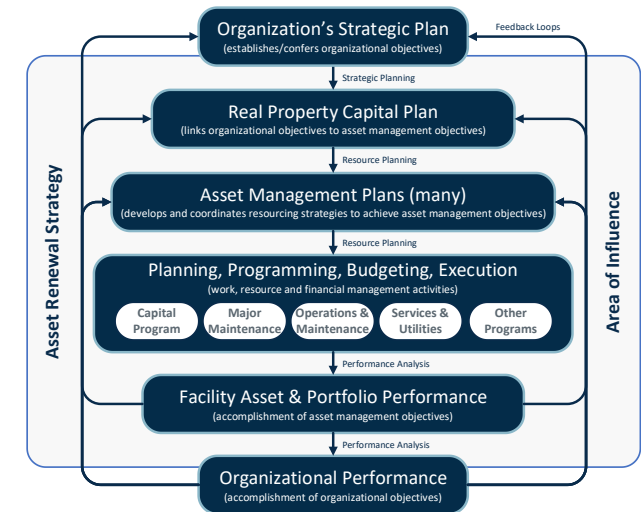 Organization’s Strategic Plan
(establishes/confers organizational objectives)
Feedback Loops
Strategic Planning
Real Property Capital Plan
(links organizational objectives to asset management objectives)
Resource Planning
Asset Management Plans (many)
(develops and coordinates resourcing strategies to achieve asset management objectives)
Resource Planning
Asset Renewal Strategy
Area of Influence
Planning, Programming, Budgeting, Execution
(work, resource and financial management activities)
Capital
Program
Major
Maintenance
Operations &
Maintenance
Services &
Utilities
Other
Programs
Performance Analysis
Facility Asset & Portfolio Performance
(accomplishment of asset management objectives)
Performance Analysis
Organizational Performance
(accomplishment of organizational objectives)